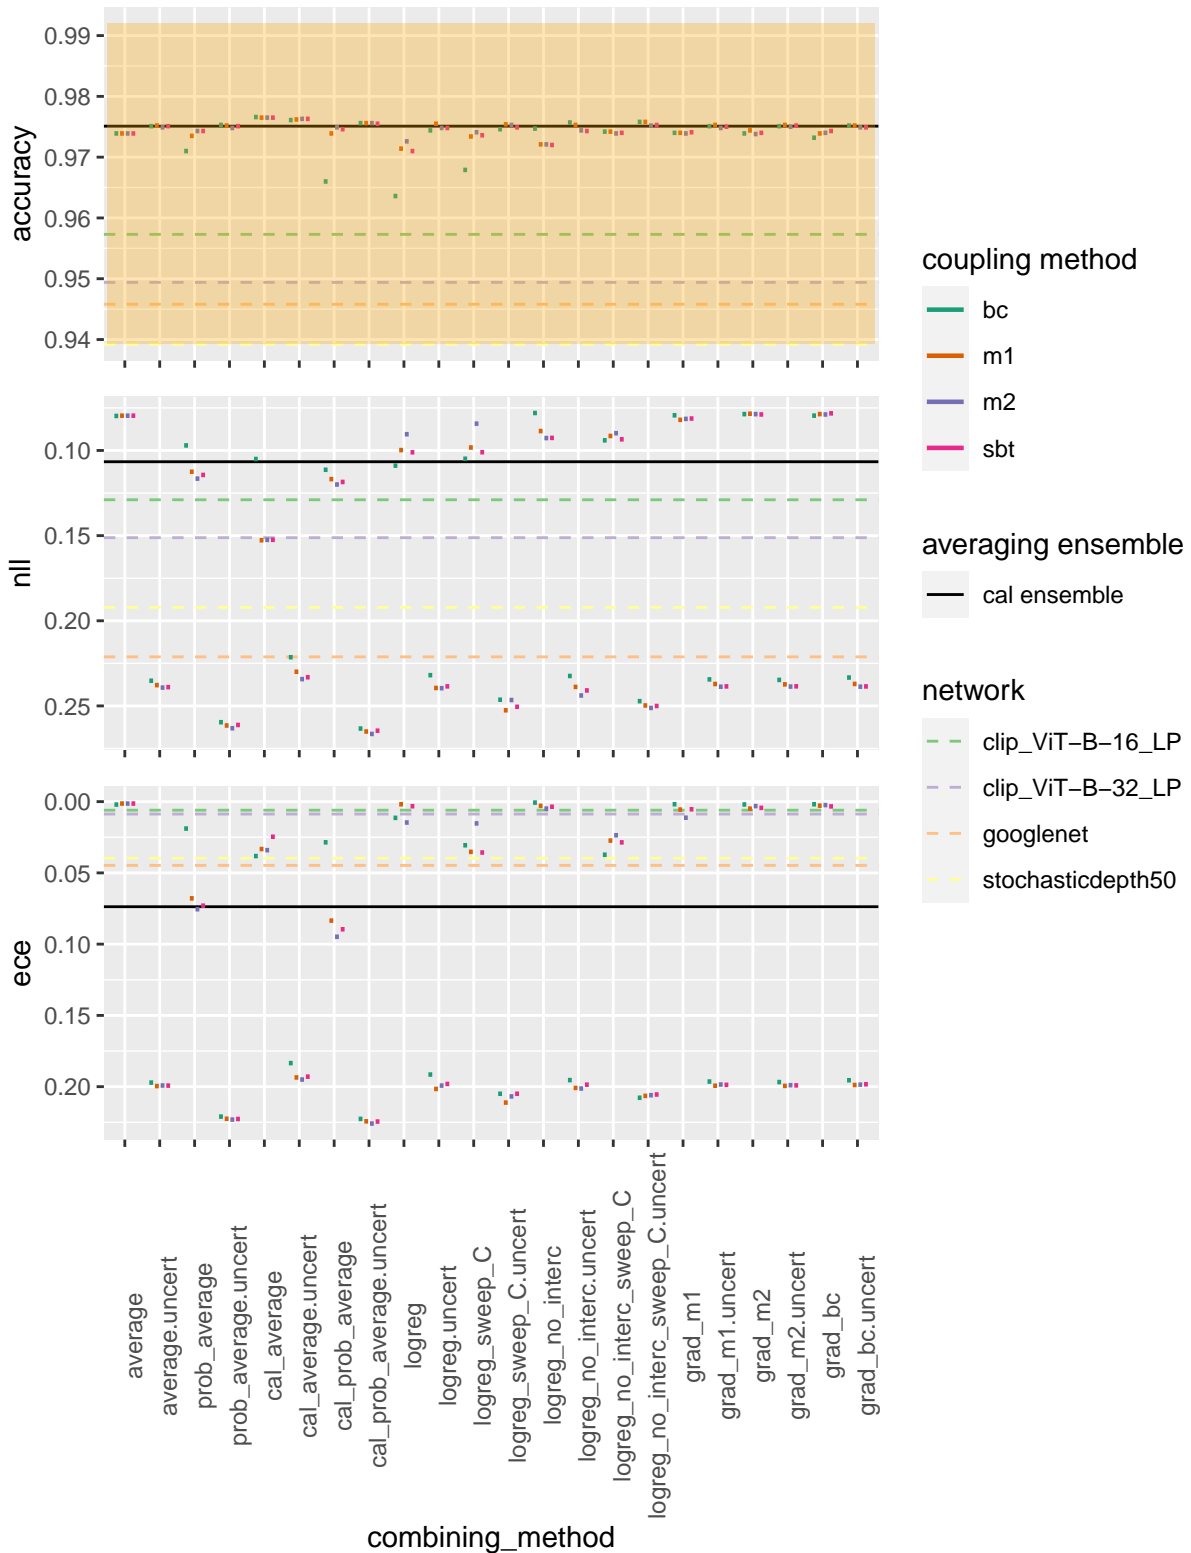 0.99
0.98
0.97
0.96
0.95
0.94
accuracy
0.10
0.15
0.20
0.25
nll
0.00
0.05
0.10
0.15
0.20
ece
average
average.uncert
prob_average
prob_average.uncert
cal_average
cal_average.uncert
cal_prob_average
cal_prob_average.uncert
logreg
logreg.uncert
logreg_sweep_C
logreg_sweep_C.uncert
logreg_no_interc
logreg_no_interc.uncert
logreg_no_interc_sweep_C
logreg_no_interc_sweep_C.uncert
grad_m1
grad_m1.uncert
grad_m2
grad_m2.uncert
grad_bc
grad_bc.uncert
combining_method
coupling method
bc
m1
m2
sbt
averaging ensemble
cal ensemble
network
clip_ViT−B−16_LP
clip_ViT−B−32_LP
googlenet
stochasticdepth50